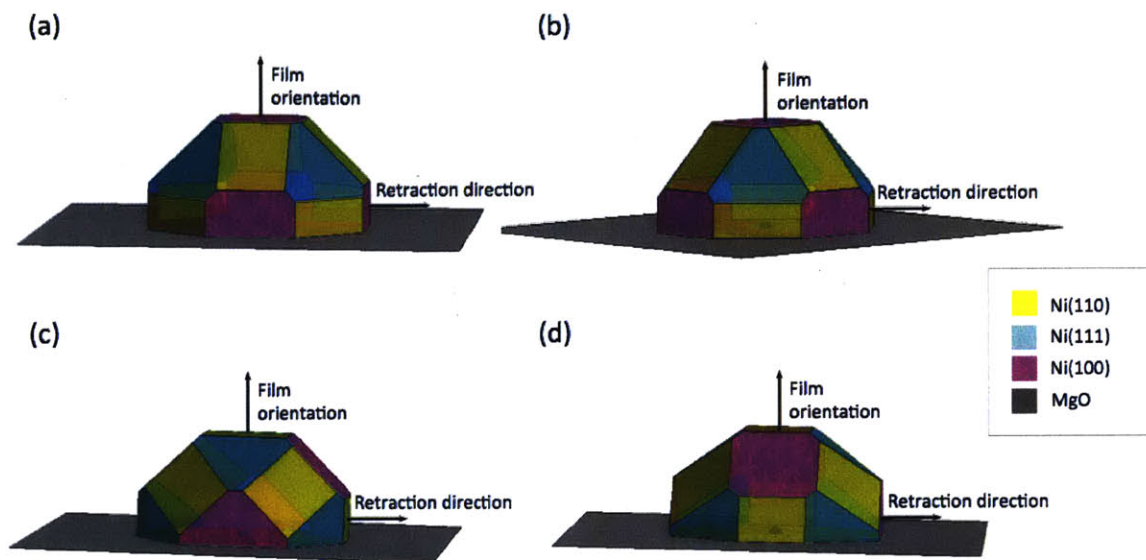 (a)
Film
orientation
Retraction direction
(b)
Film
orientation
Retraction direction
(c)
Film
orientation
Retraction direction
(d)
Film
orientation
Retraction direction
Ni(110)
Ni(111)
Ni(100)
MgO